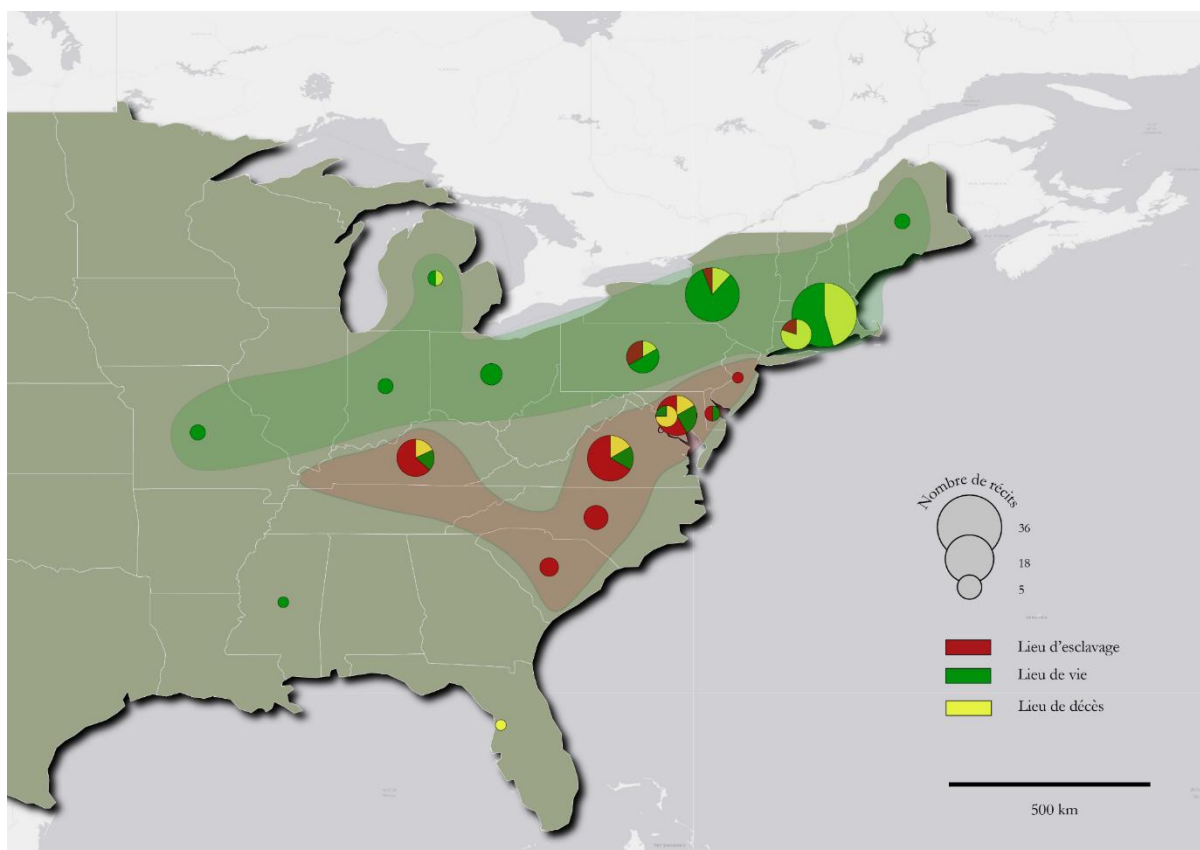 Nombre de récits
36
18
5
Lieu d'esclavage
Lieu de vie
Lieu de décès
500 km